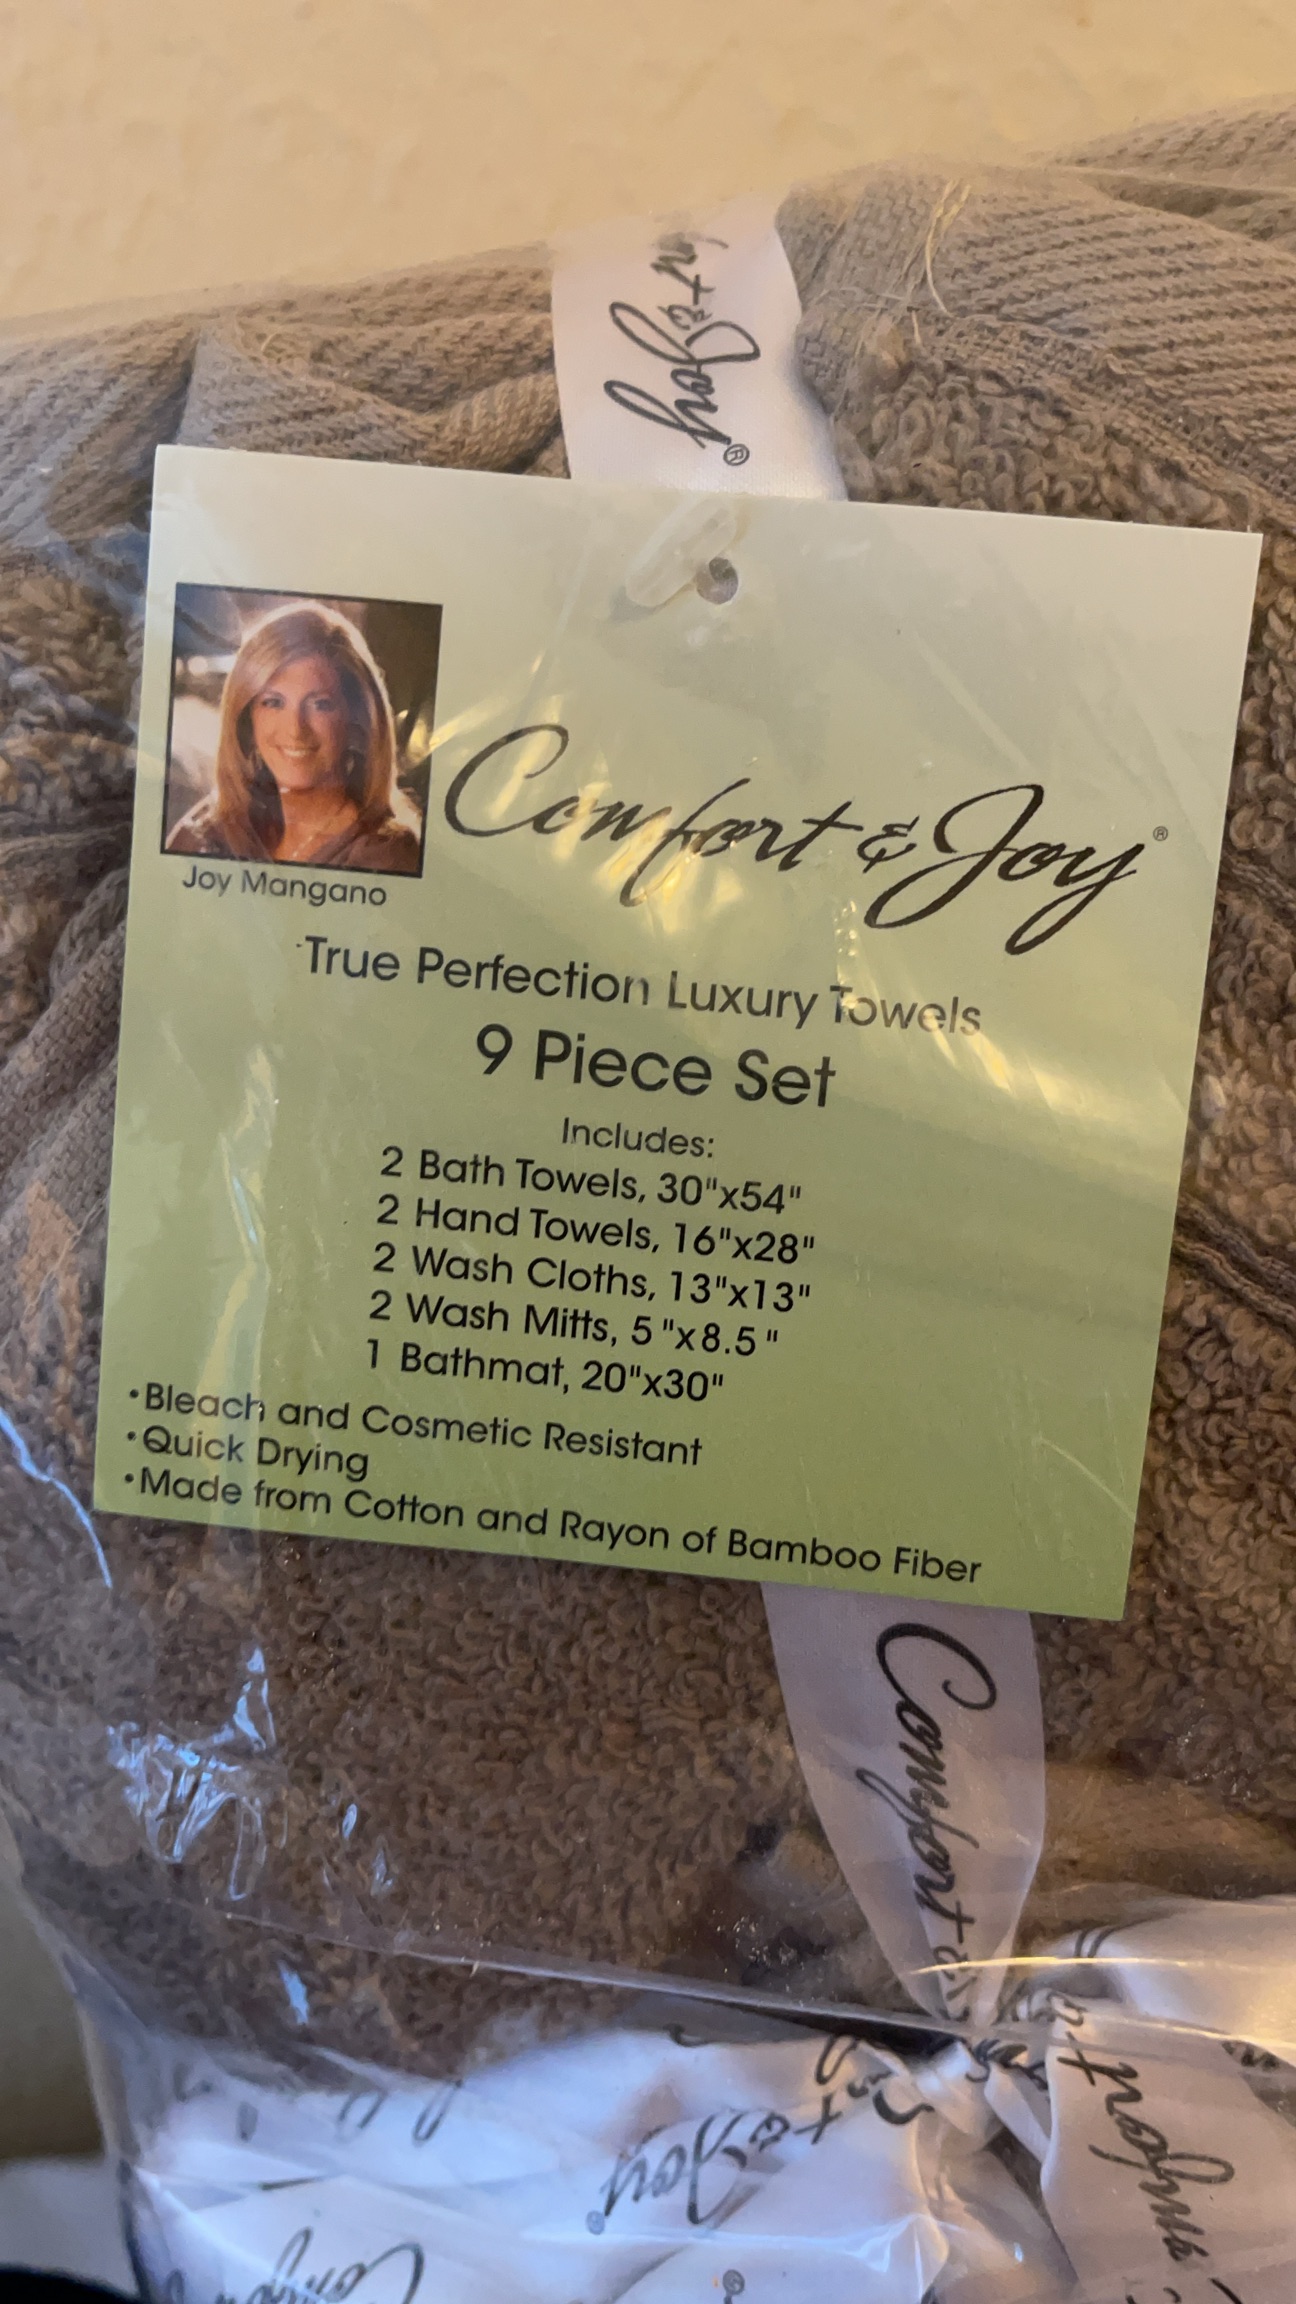 Joy®
Comfort & Joy®
Joy Mangano
True Perfection Luxury Towels
9 Piece Set
Includes:
2 Bath Towels, 30"x54"
2 Hand Towels, 16"x28"
2 Wash Cloths, 13"x13"
2 Wash Mitts, 5"x8.5"
1 Bathmat, 20"x30"
•Bleach and Cosmetic Resistant
•Quick Drying
•Made from Cotton and Rayon of Bamboo Fiber
Comfort &
& Joy®
Comfort